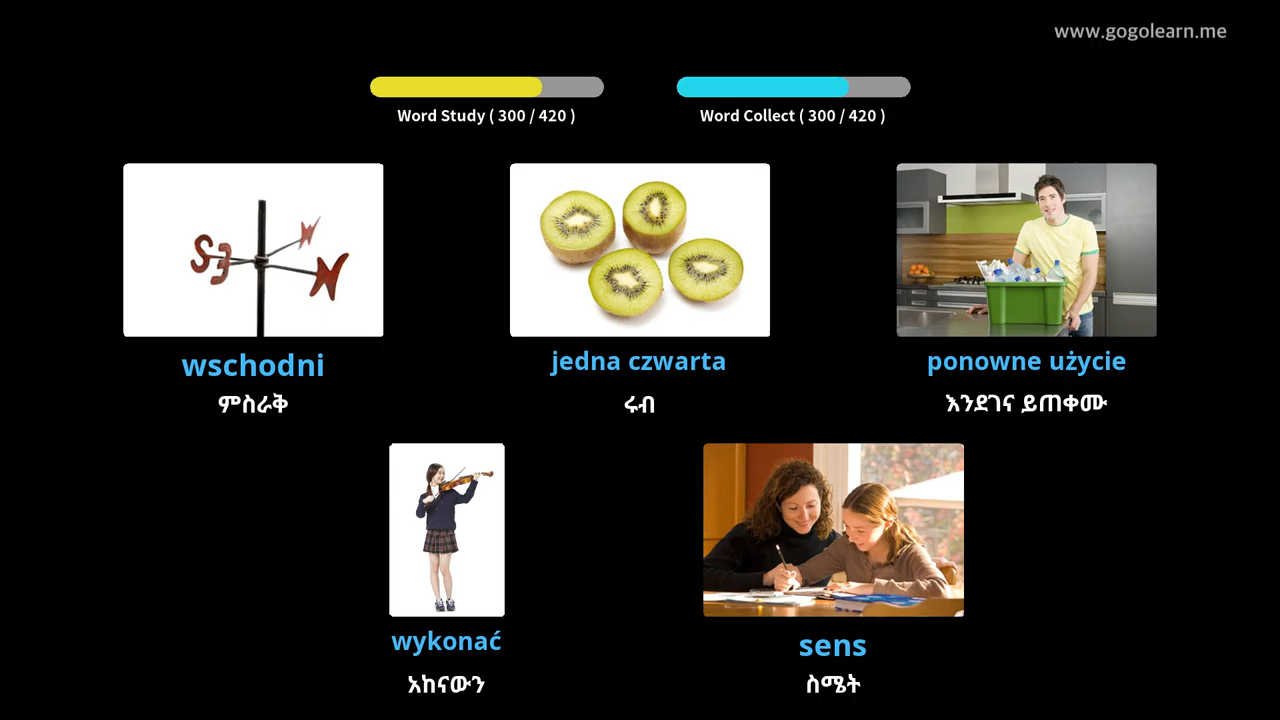 www.gogolearn.me
Word Study ( 300 / 420 )
Word Collect ( 300 / 420 )
wschodni
ምስራቅ
jedna czwarta
ሩብ
ponowne użycie
እንደገና ይጠቀሙ
wykonać
አከናውን
sens
ስሜት